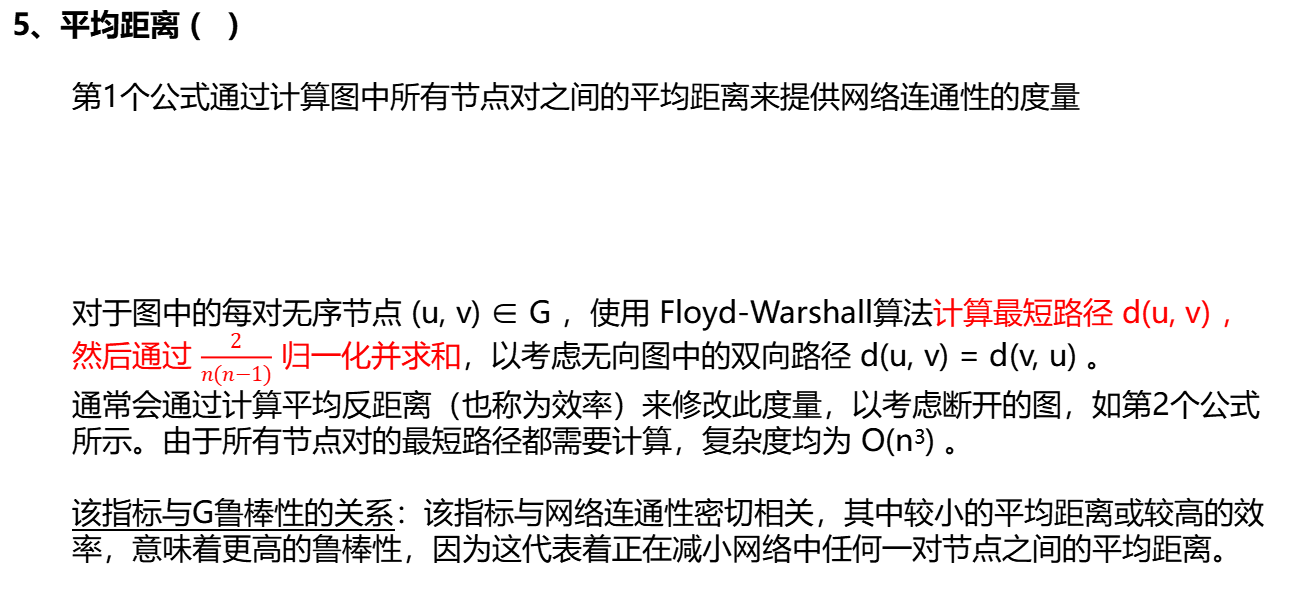 5、平均距离 (   )
第1个公式通过计算图中所有节点对之间的平均距离来提供网络连通性的度量
对于图中的每对无序节点 (u, v) ∈ G ，使用 Floyd-Warshall算法计算最短路径 d(u, v) ，
然后通过 \frac{2}{n(n−1)} 归一化并求和，以考虑无向图中的双向路径 d(u, v) = d(v, u) 。
通常会通过计算平均反距离（也称为效率）来修改此度量，以考虑断开的图，如第2个公式
所示。由于所有节点对的最短路径都需要计算，复杂度均为 O(n³) 。
该指标与G鲁棒性的关系：该指标与网络连通性密切相关，其中较小的平均距离或较高的效
率，意味着更高的鲁棒性，因为这代表着正在减小网络中任何一对节点之间的平均距离。